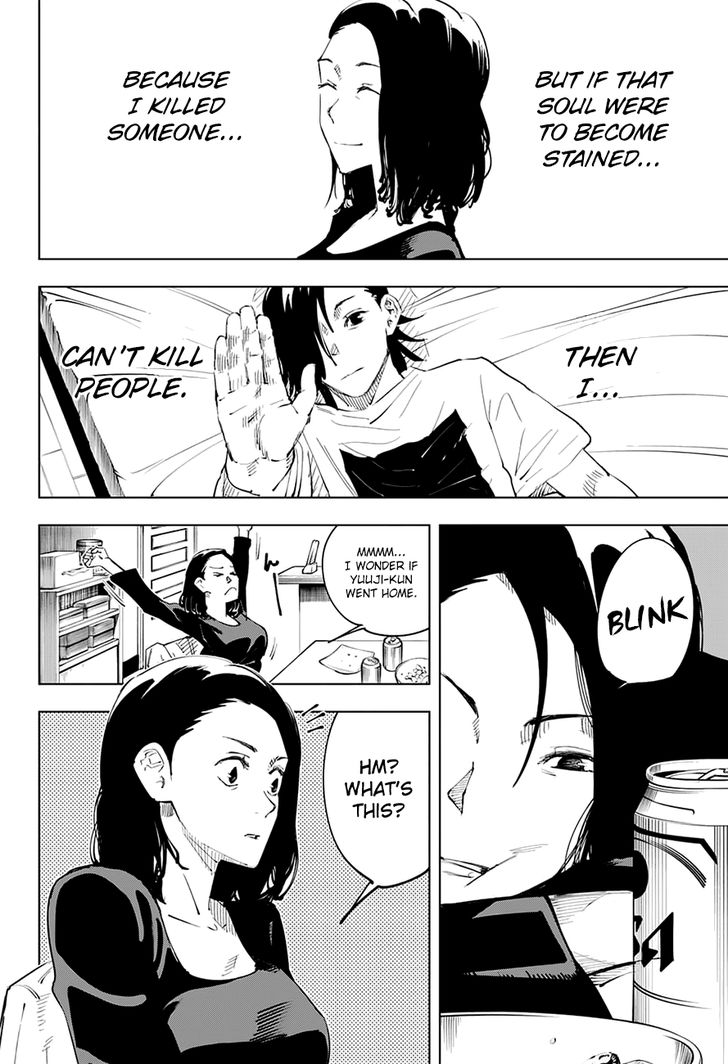 BUT IF THAT
SOUL WERE
TO BECOME
STAINED...
BECAUSE
I KILLED
SOMEONE...
THEN
I...
CAN'T KILL
PEOPLE.
BLINK
MMMM...
I WONDER IF
YUUJI-KUN
WENT HOME.
HM?
WHAT'S
THIS?